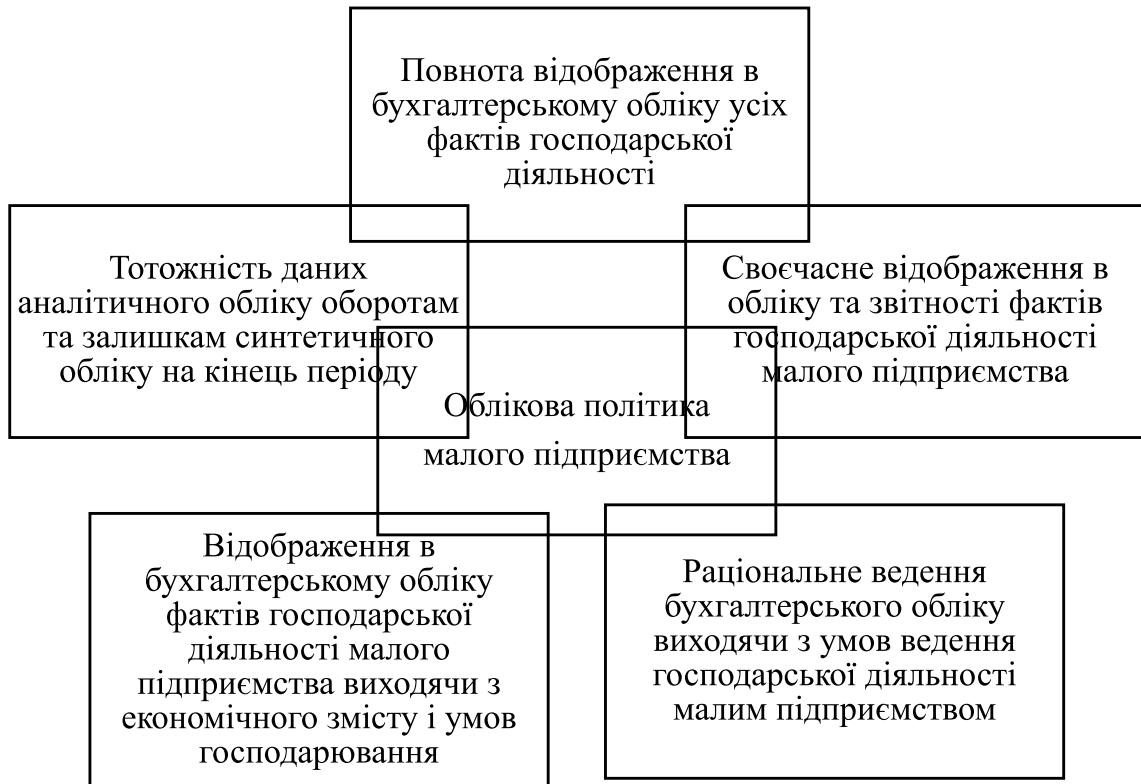 Повнота відображення в
бухгалтерському обліку усіх
фактів господарської
діяльності
Тотожність даних
аналітичного обліку оборотам
та залишкам синтетичного
обліку на кінець періоду
Своєчасне відображення в
обліку та звітності фактів
господарської діяльності
малого підприємства
Облікова політика
малого підприємства
Відображення в
бухгалтерському обліку
фактів господарської
діяльності малого
підприємства виходячи з
економічного змісту і умов
господарювання
Раціональне ведення
бухгалтерського обліку
виходячи з умов ведення
господарської діяльності
малим підприємством